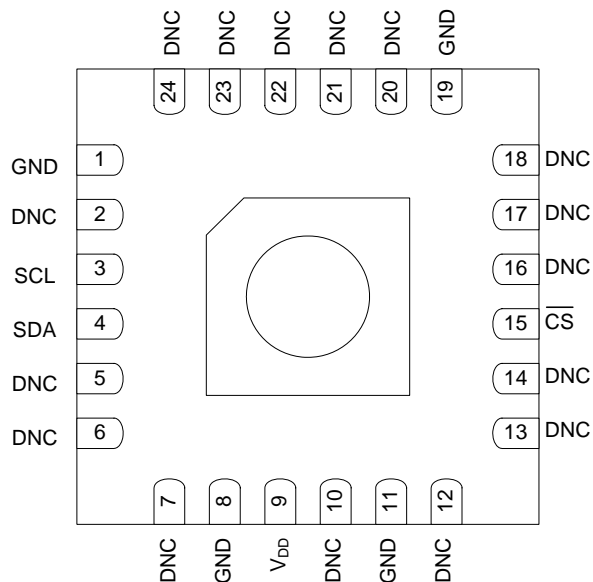 DNC DNC DNC DNC DNC GND
24 23 22 21 20 19
GND 1 18 DNC
DNC 2 17 DNC
SCL 3 16 DNC
SDA 4 15 C̅S̅
DNC 5 14 DNC
DNC 6 13 DNC
7 8 9 10 11 12
DNC GND VDD DNC GND DNC